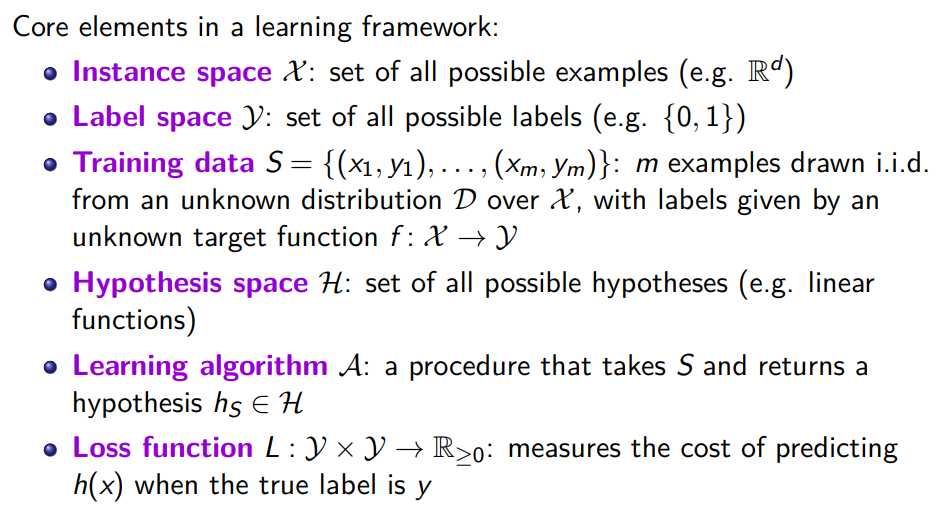 Core elements in a learning framework:
• Instance space 𝒳: set of all possible examples (e.g. ℝᵈ)
• Label space 𝒴: set of all possible labels (e.g. {0, 1})
• Training data S = {(x₁, y₁), . . . , (xₘ, yₘ)}: m examples drawn i.i.d.
from an unknown distribution 𝒟 over 𝒳, with labels given by an
unknown target function f : 𝒳 → 𝒴
• Hypothesis space ℋ: set of all possible hypotheses (e.g. linear
functions)
• Learning algorithm 𝒜: a procedure that takes S and returns a
hypothesis h_S ∈ ℋ
• Loss function L : 𝒴 × 𝒴 → ℝ≥₀: measures the cost of predicting
h(x) when the true label is y